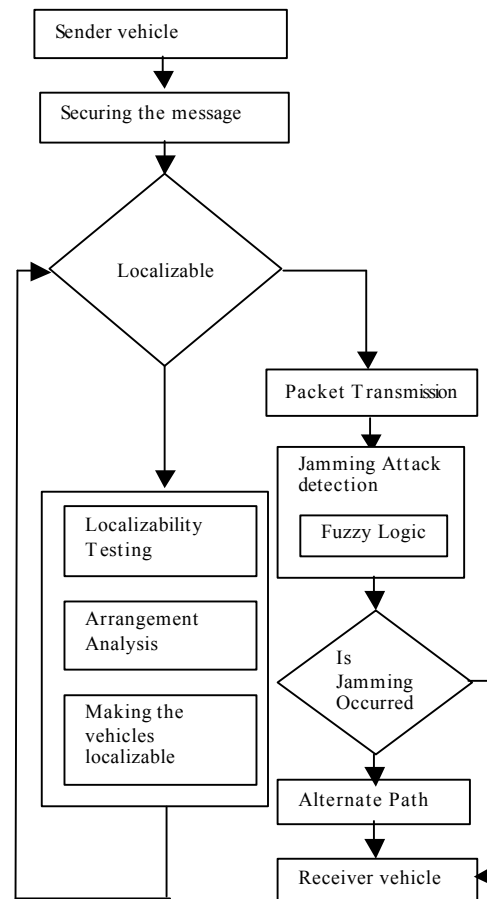 Sender vehicle
Securing the message
Localizable
Packet Transmission
Jamming Attack
detection
Fuzzy Logic
Localizability
Testing
Arrangement
Analysis
Making the
vehicles
localizable
Is
Jamming
Occurred
Alternate Path
Receiver vehicle